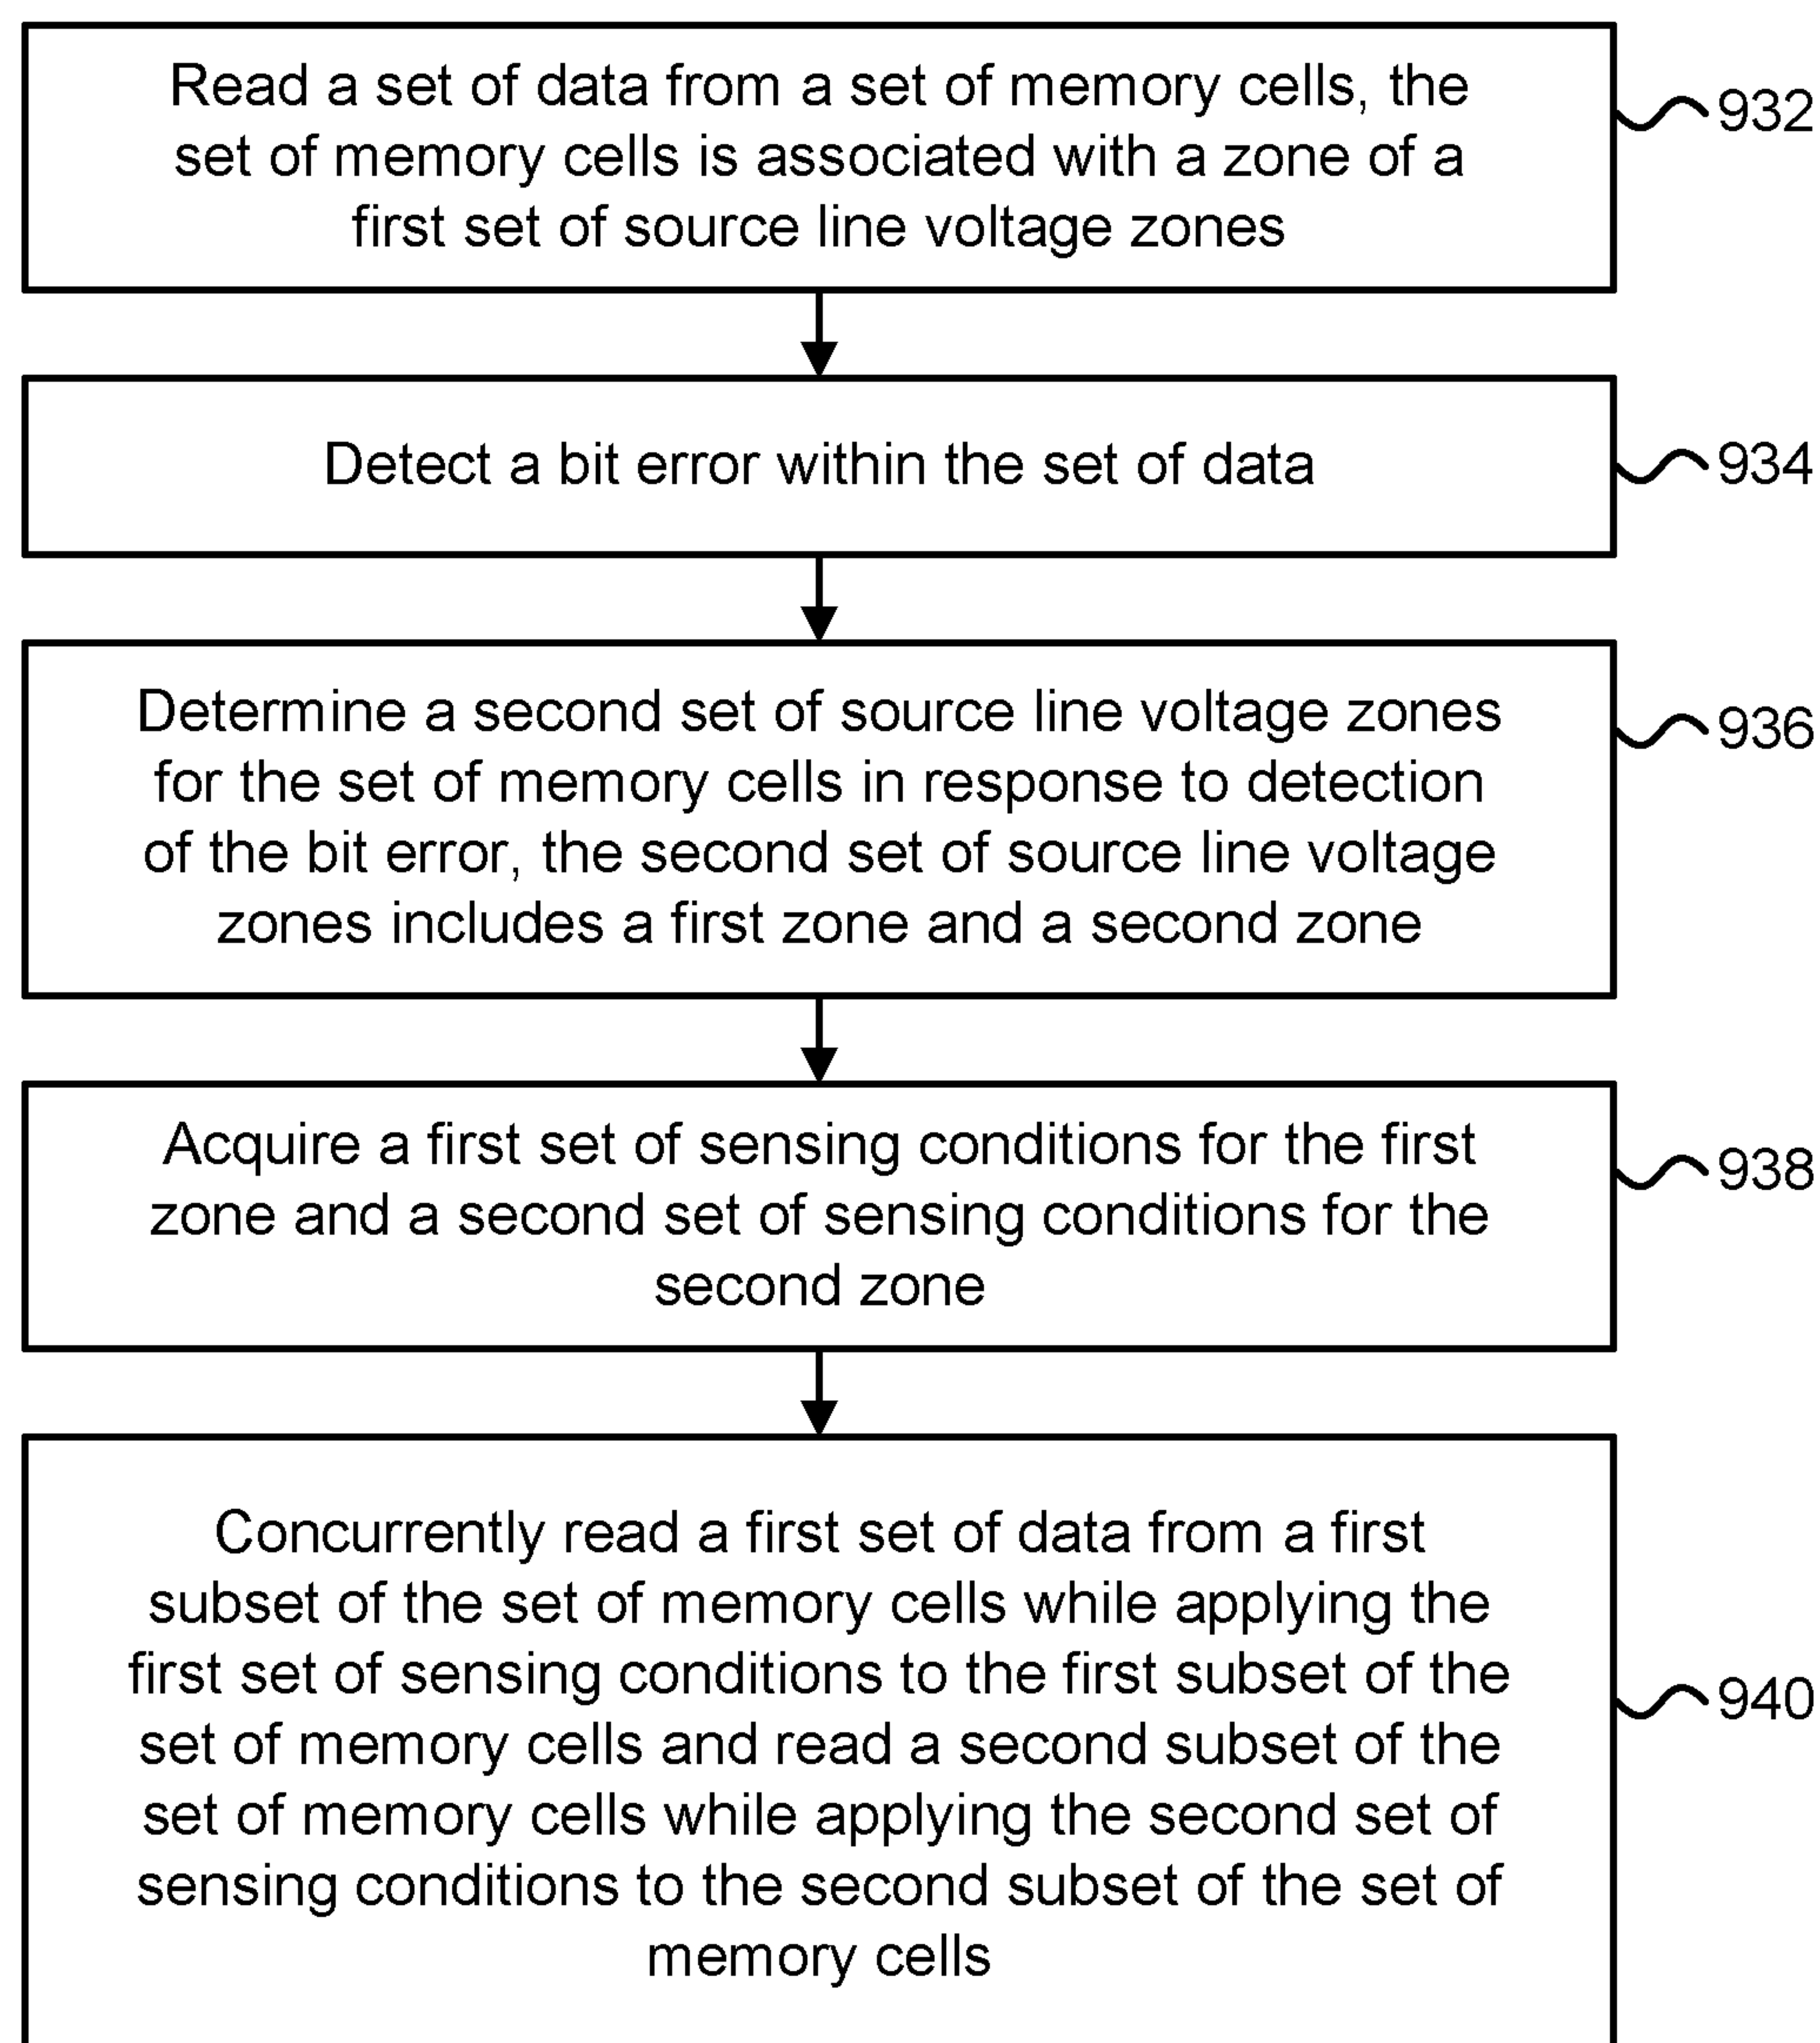 Read a set of data from a set of memory cells, the
set of memory cells is associated with a zone of a
first set of source line voltage zones
932
Detect a bit error within the set of data
934
Determine a second set of source line voltage zones
for the set of memory cells in response to detection
of the bit error, the second set of source line voltage
zones includes a first zone and a second zone
936
Acquire a first set of sensing conditions for the first
zone and a second set of sensing conditions for the
second zone
938
Concurrently read a first set of data from a first
subset of the set of memory cells while applying the
first set of sensing conditions to the first subset of the
set of memory cells and read a second subset of the
set of memory cells while applying the second set of
sensing conditions to the second subset of the set of
memory cells
940